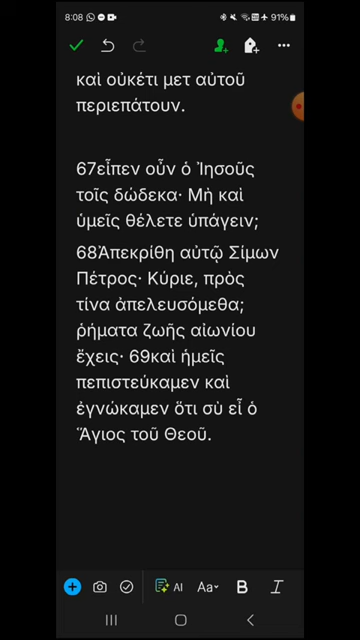 8:08
91%
καὶ οὐκέτι μετ αὐτοῦ
περιεπάτουν.
67εἶπεν οὖν ὁ Ἰησοῦς
τοῖς δώδεκα· Μὴ καὶ
ὑμεῖς θέλετε ὑπάγειν;
68Ἀπεκρίθη αὐτῷ Σίμων
Πέτρος· Κύριε, πρὸς
τίνα ἀπελευσόμεθα;
ῥήματα ζωῆς αἰωνίου
ἔχεις· 69καὶ ἡμεῖς
πεπιστεύκαμεν καὶ
ἐγνώκαμεν ὅτι σὺ εἶ ὁ
Ἅγιος τοῦ Θεοῦ.
AI Aa B I